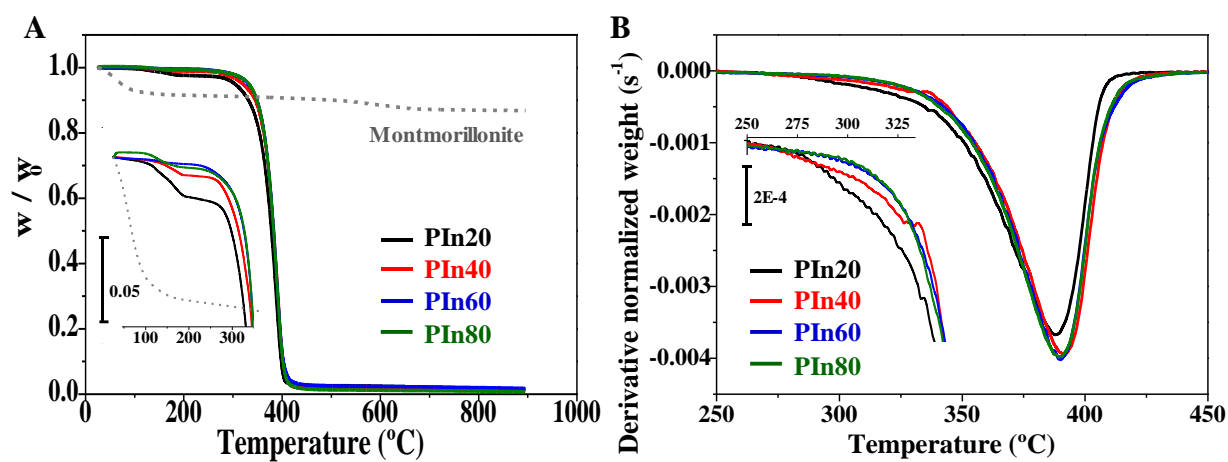 A
1.0
0.8
0.6
0.4
0.2
0.0
w / w0
Montmorillonite
0.05
100 200 300
PIn20
PIn40
PIn60
PIn80
0 200 400 600 800 1000
Temperature (ºC)
B
0.000
-0.001
-0.002
-0.003
-0.004
Derivative normalized weight (s-1)
250 275 300 325
2E-4
PIn20
PIn40
PIn60
PIn80
250 300 350 400 450
Temperature (ºC)